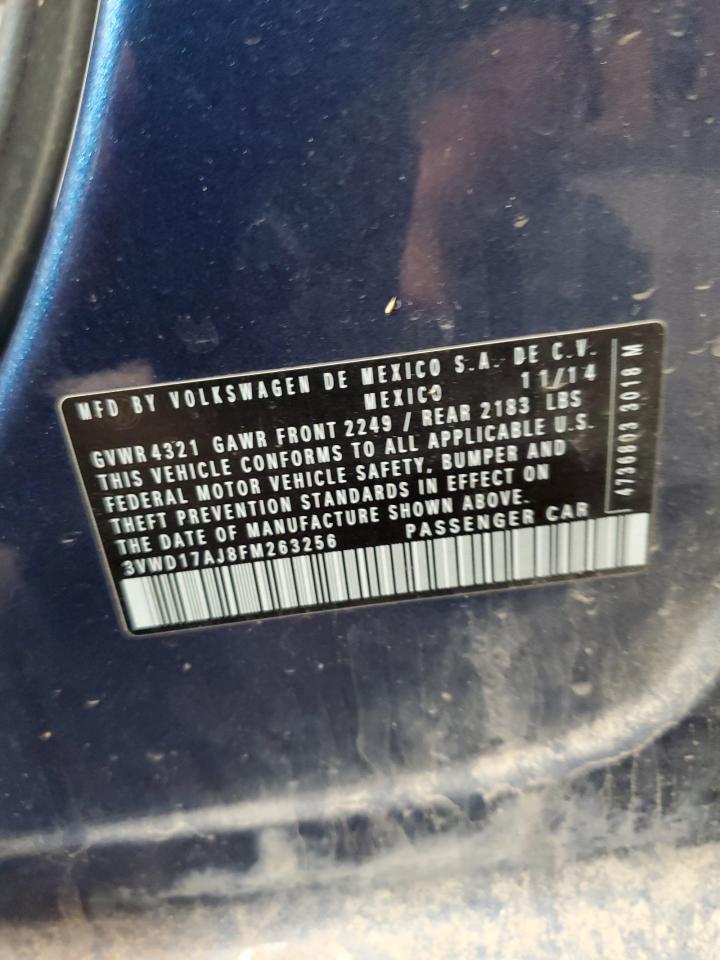 MFD BY VOLKSWAGEN DE MEXICO S.A. DE C.V.
MEXICO 11/14
GVWR 4321 GAWR FRONT 2249 / REAR 2183 LBS
THIS VEHICLE CONFORMS TO ALL APPLICABLE U.S.
FEDERAL MOTOR VEHICLE SAFETY, BUMPER AND
THEFT PREVENTION STANDARDS IN EFFECT ON
THE DATE OF MANUFACTURE SHOWN ABOVE.
3VWD17AJ8FM263256 PASSENGER CAR
4736803 3018 M